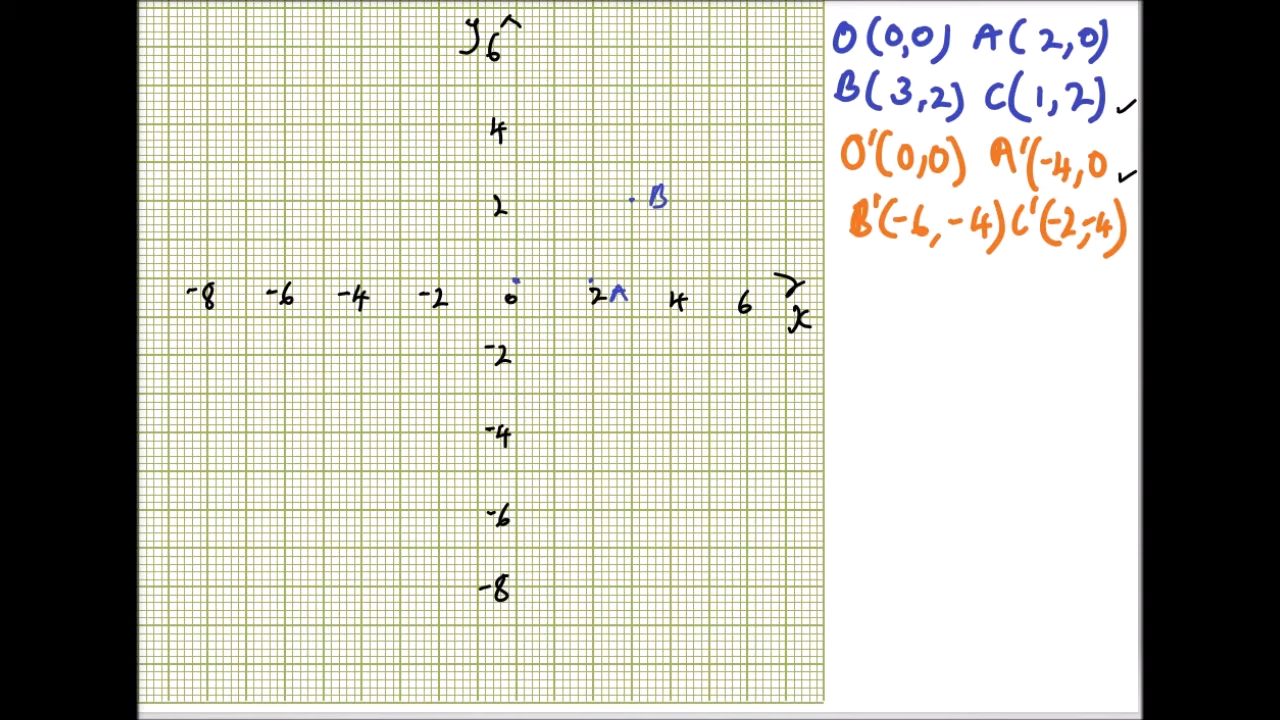 y
6
4
2
B
-8 -6 -4 -2 0 2 A 4 6
x
-2
-4
-6
-8
O(0,0) A(2,0)
B(3,2) C(1,2) ✓
O'(0,0) A'(-4,0 ✓
B'(-6,-4) C'(-2,-4)